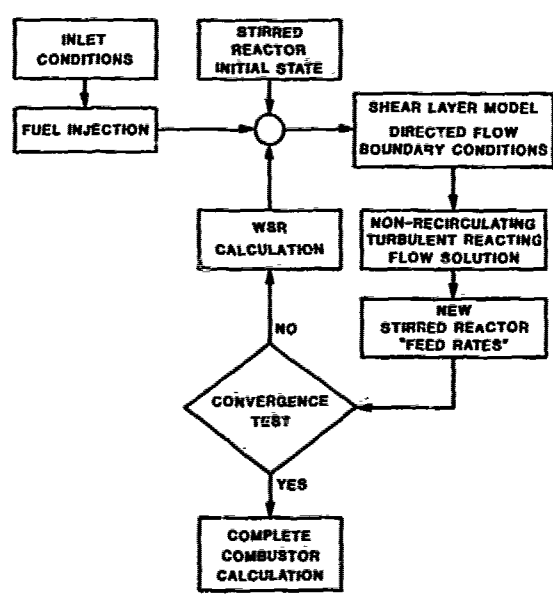 INLET
CONDITIONS
STIRRED
REACTOR
INITIAL STATE
FUEL INJECTION
SHEAR LAYER MODEL
DIRECTED FLOW
BOUNDARY CONDITIONS
WSR
CALCULATION
NON-RECIRCULATING
TURBULENT REACTING
FLOW SOLUTION
NEW
STIRRED REACTOR
"FEED RATES"
NO
CONVERGENCE
TEST
YES
COMPLETE
COMBUSTOR
CALCULATION